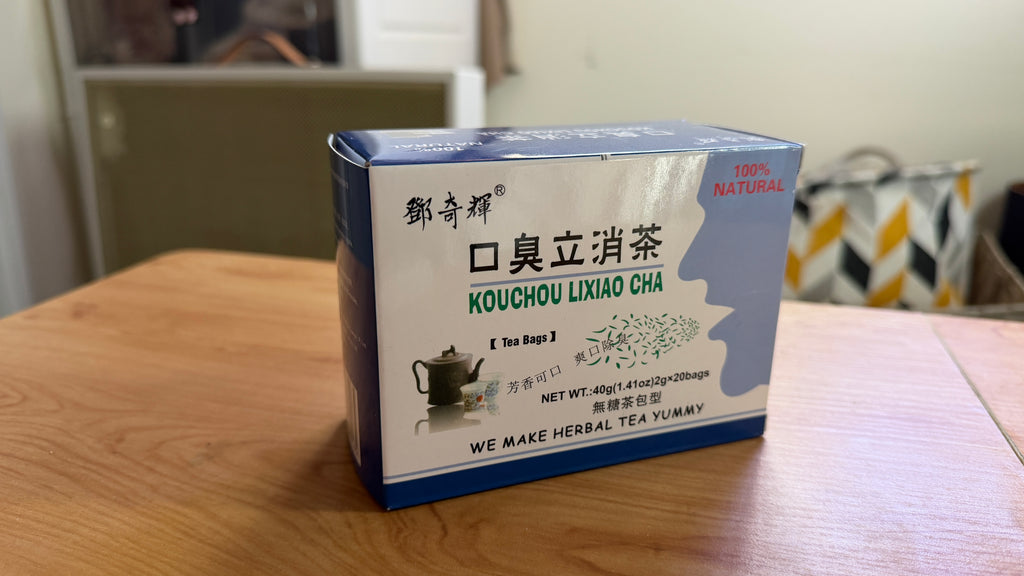 100%
NATURAL
鄧奇輝®
100%
NATURAL
口臭立消茶
KOUCHOU LIXIAO CHA
【 Tea Bags 】
芳香可口 爽口除臭
NET WT.:40g(1.41oz)2g×20bags
無糖茶包型
WE MAKE HERBAL TEA YUMMY